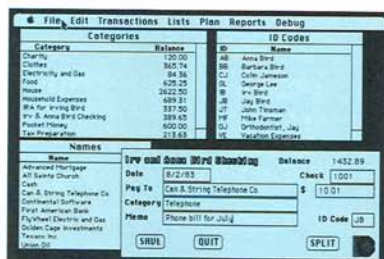 File Edit Transactions Lists Plan Reports Debug
Categories
Category Balance
Charity 120.00
Clothes 365.74
Electricity and Gas 84.36
Food 625.25
House 2622.50
Household Expenses 689.31
IRA for Irving Bird 337.50
Irv & Anna Bird Checking 389.65
Pocket Money 600.00
Tax Preparation 213.63
ID Codes
ID Name
AB Anna Bird
BB Barbara Bird
CJ Colin Jameson
GL George Lee
IB Irv Bird
JB Jay Bird
JT John Tinsman
MF Mike Farmer
OJ Orthodontist, Jay
VE Vacation Expenses
Names
Name
Advanced Mortgage
All Saints Church
Cash
Can & String Telephone Co
Continental Software
First American Bank
FlyWheel Electric and Gas
Golden Cage Investments
Texaco Inc
Union Oil
Irv and Anna Bird Checking Balance 1432.89
Date 8/2/83 Check 1001
Pay To Can & String Telephone Co $ 10.01
Category Telephone
Memo Phone bill for July ID Code JB
SAVE QUIT SPLIT